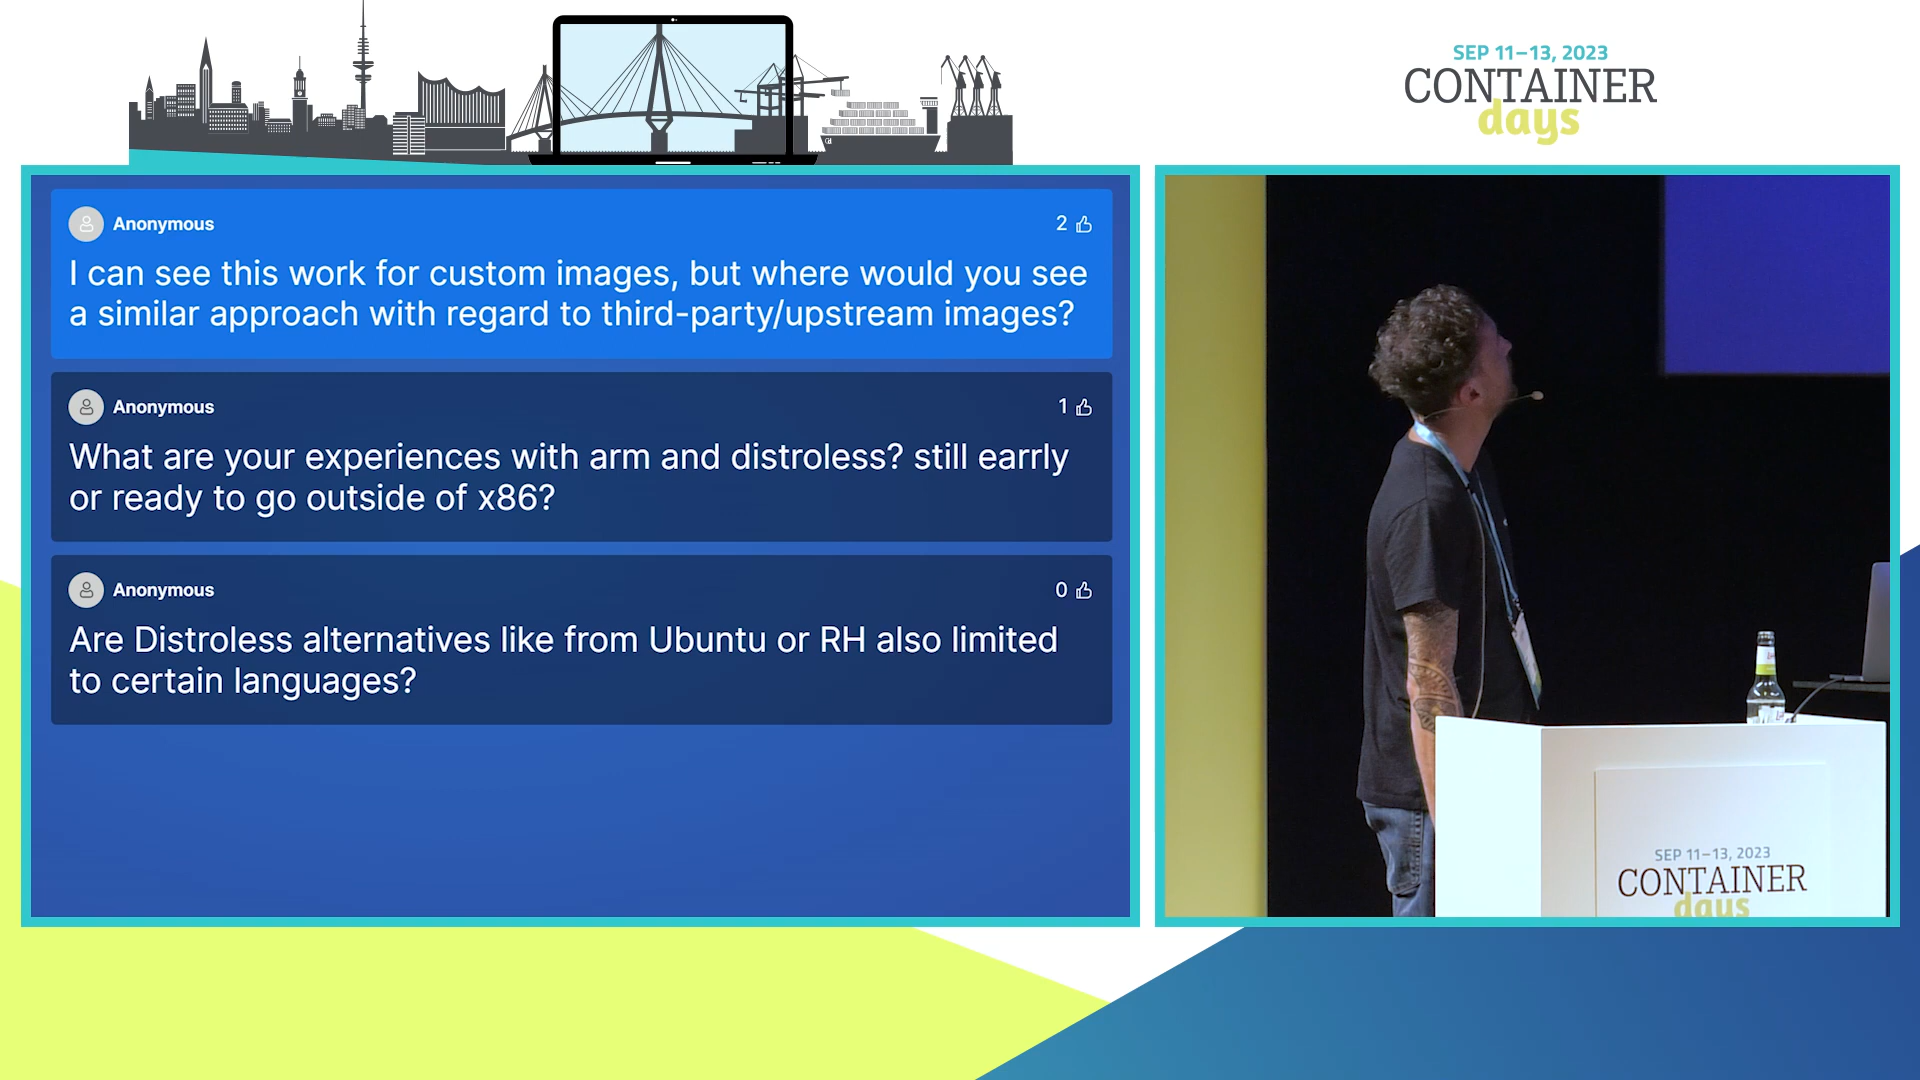 SEP 11–13, 2023
CONTAINER
days
Anonymous
2
I can see this work for custom images, but where would you see
a similar approach with regard to third-party/upstream images?
Anonymous
1
What are your experiences with arm and distroless? still earrly
or ready to go outside of x86?
Anonymous
0
Are Distroless alternatives like from Ubuntu or RH also limited
to certain languages?
SEP 11–13, 2023
CONTAINER
days